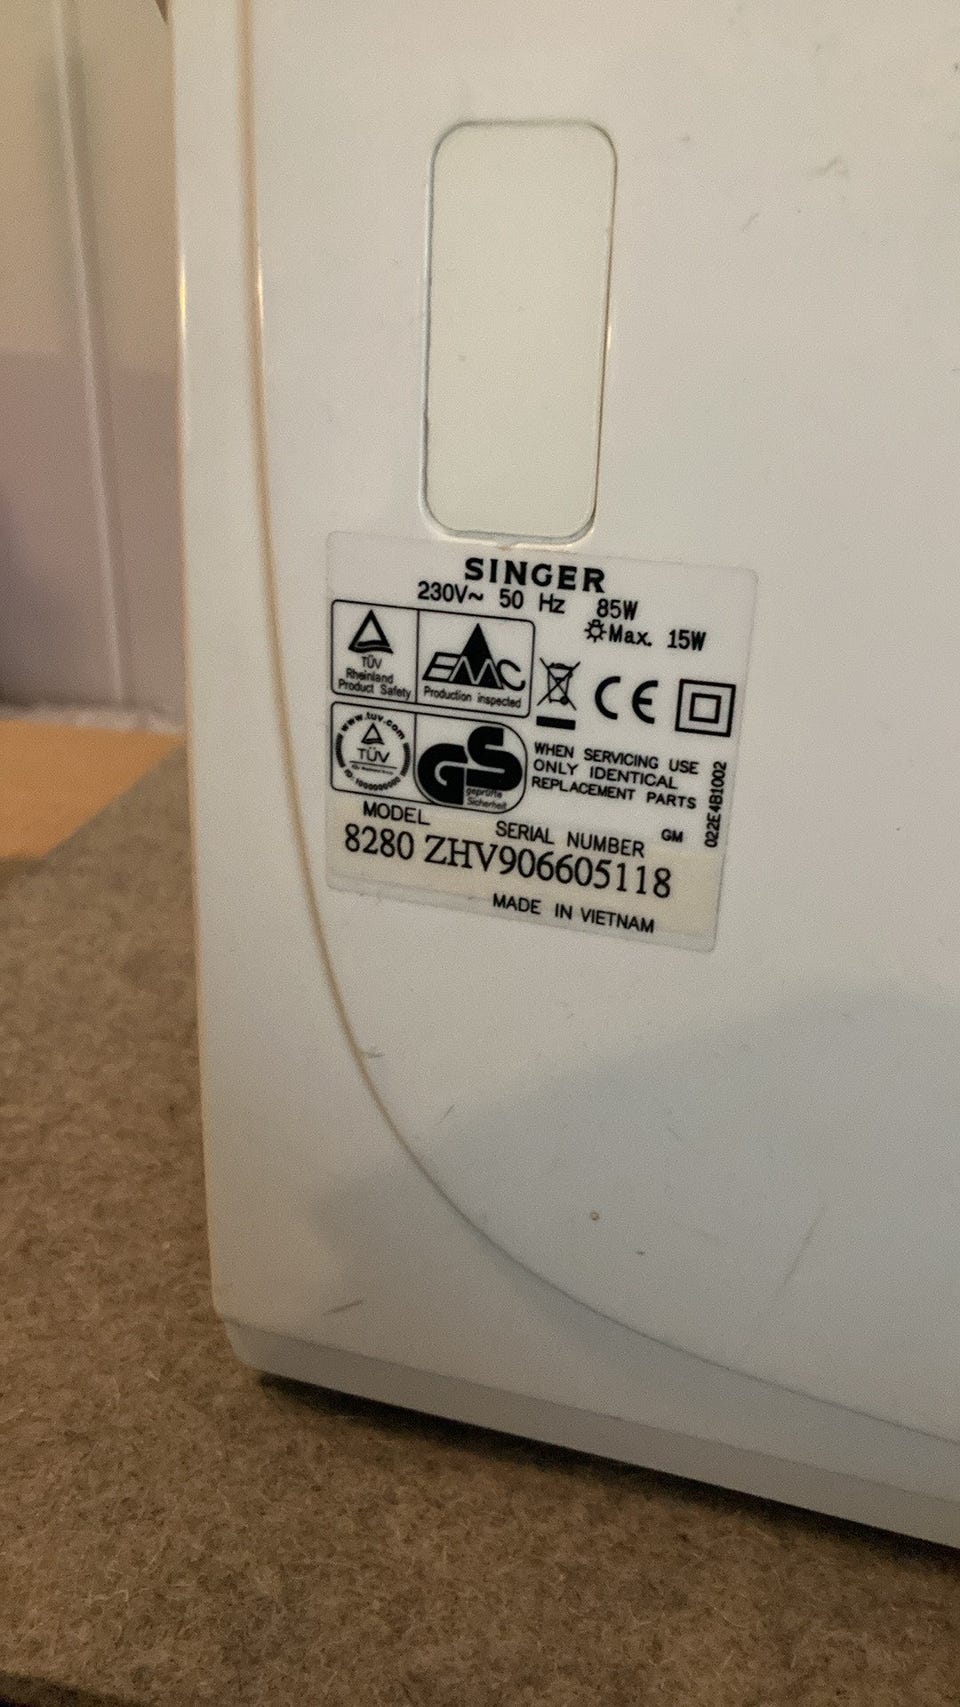 SINGER
230V~ 50 Hz 85W
Max. 15W
TÜV
Rheinland
Product Safety
EMC
Production inspected
CE
www.tuv.com
TÜV
GS
geprüfte
Sicherheit
WHEN SERVICING USE
ONLY IDENTICAL
REPLACEMENT PARTS
022E4B1002
MODEL
SERIAL NUMBER
GM
8280 ZHV906605118
MADE IN VIETNAM